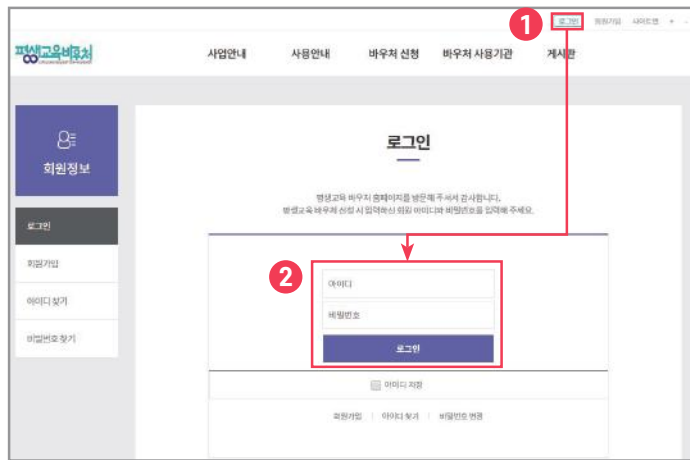 1
로그인 회원가입 사이트맵 + -
평생교육바우처
사업안내 사용안내 바우처 신청 바우처 사용기관 게시판
회원정보
로그인
회원가입
아이디 찾기
비밀번호 찾기
로그인
평생교육 바우처 홈페이지를 방문해 주셔서 감사합니다.
평생교육 바우처 신청 시 입력하신 회원 아이디와 비밀번호를 입력해 주세요.
2
아이디
비밀번호
로그인
아이디 저장
회원가입 | 아이디 찾기 | 비밀번호 변경